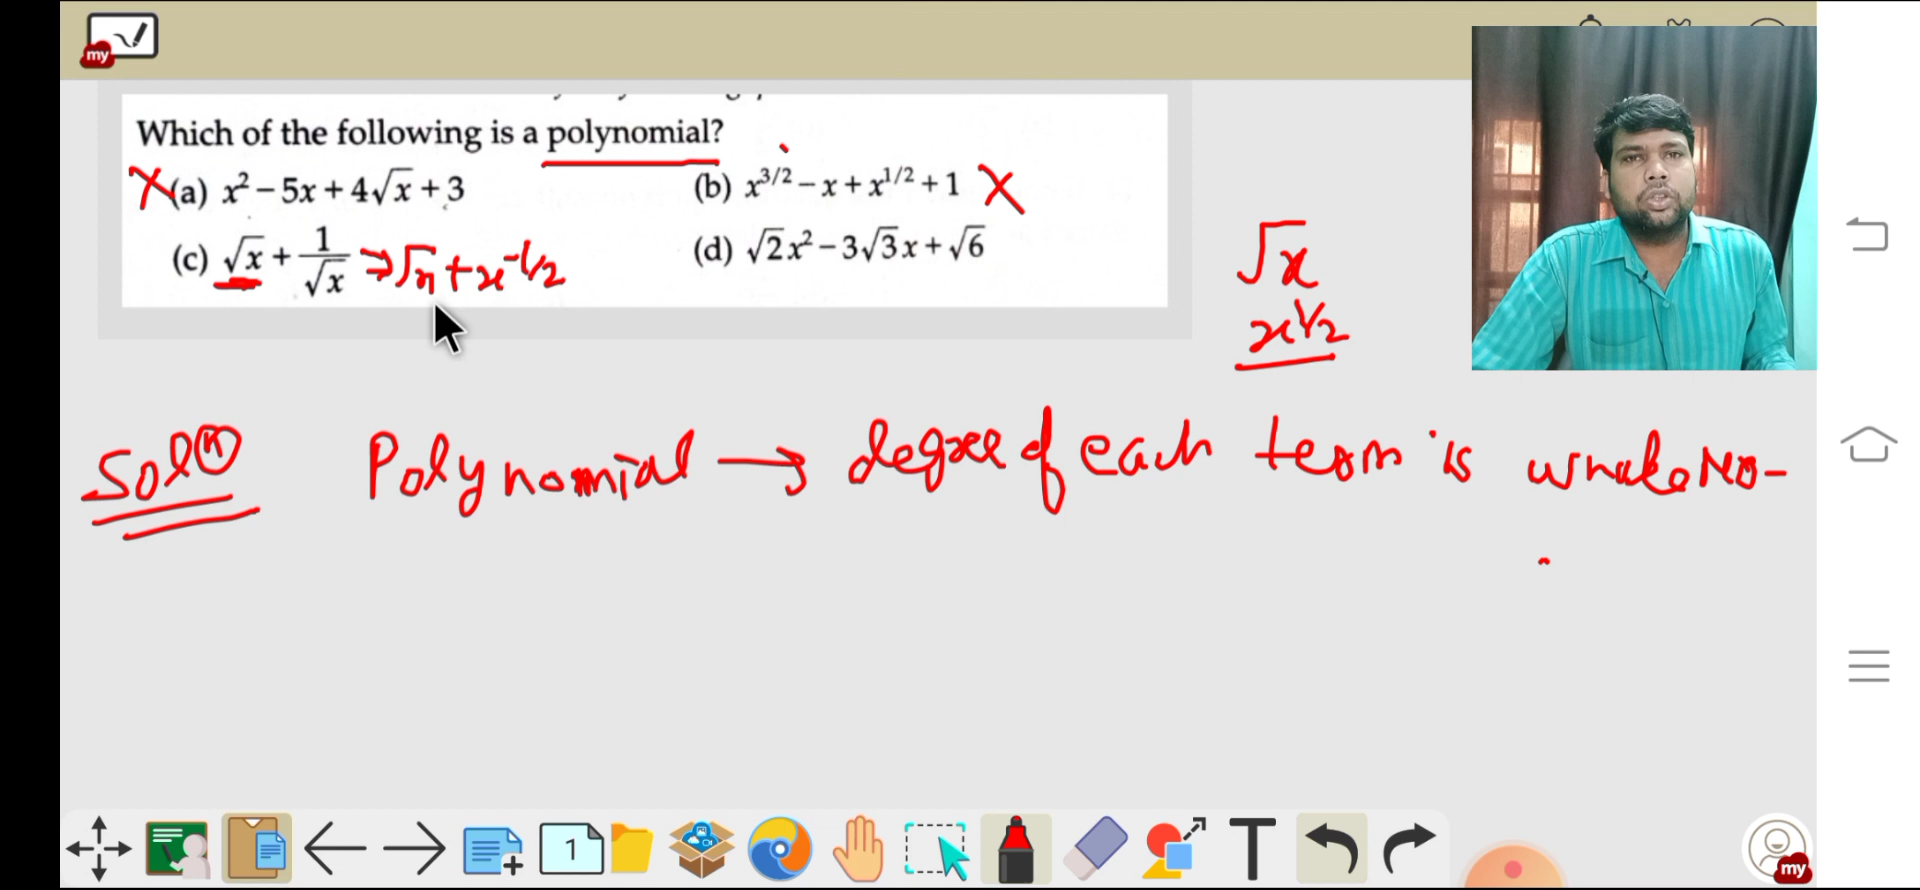 my
Which of the following is a polynomial?
X (a) x² – 5x + 4√x + 3
(b) x^3/2 – x + x^1/2 + 1 X
(c) √x + 1/√x ⇒ √x + x^-1/2
(d) √2x² – 3√3x + √6
√x
x^1/2
Sol(n)
Polynomial → degree of each term is whole No-
1
T
my